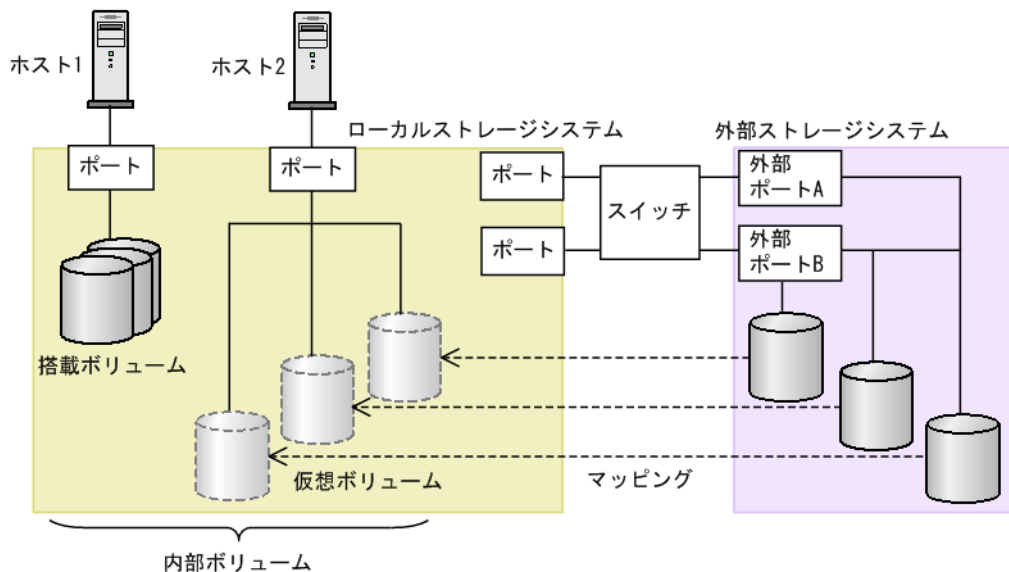 ホスト1
ホスト2
ローカルストレージシステム
外部ストレージシステム
ポート
ポート
ポート
ポート
スイッチ
外部
ポートA
外部
ポートB
搭載ボリューム
仮想ボリューム
マッピング
内部ボリューム